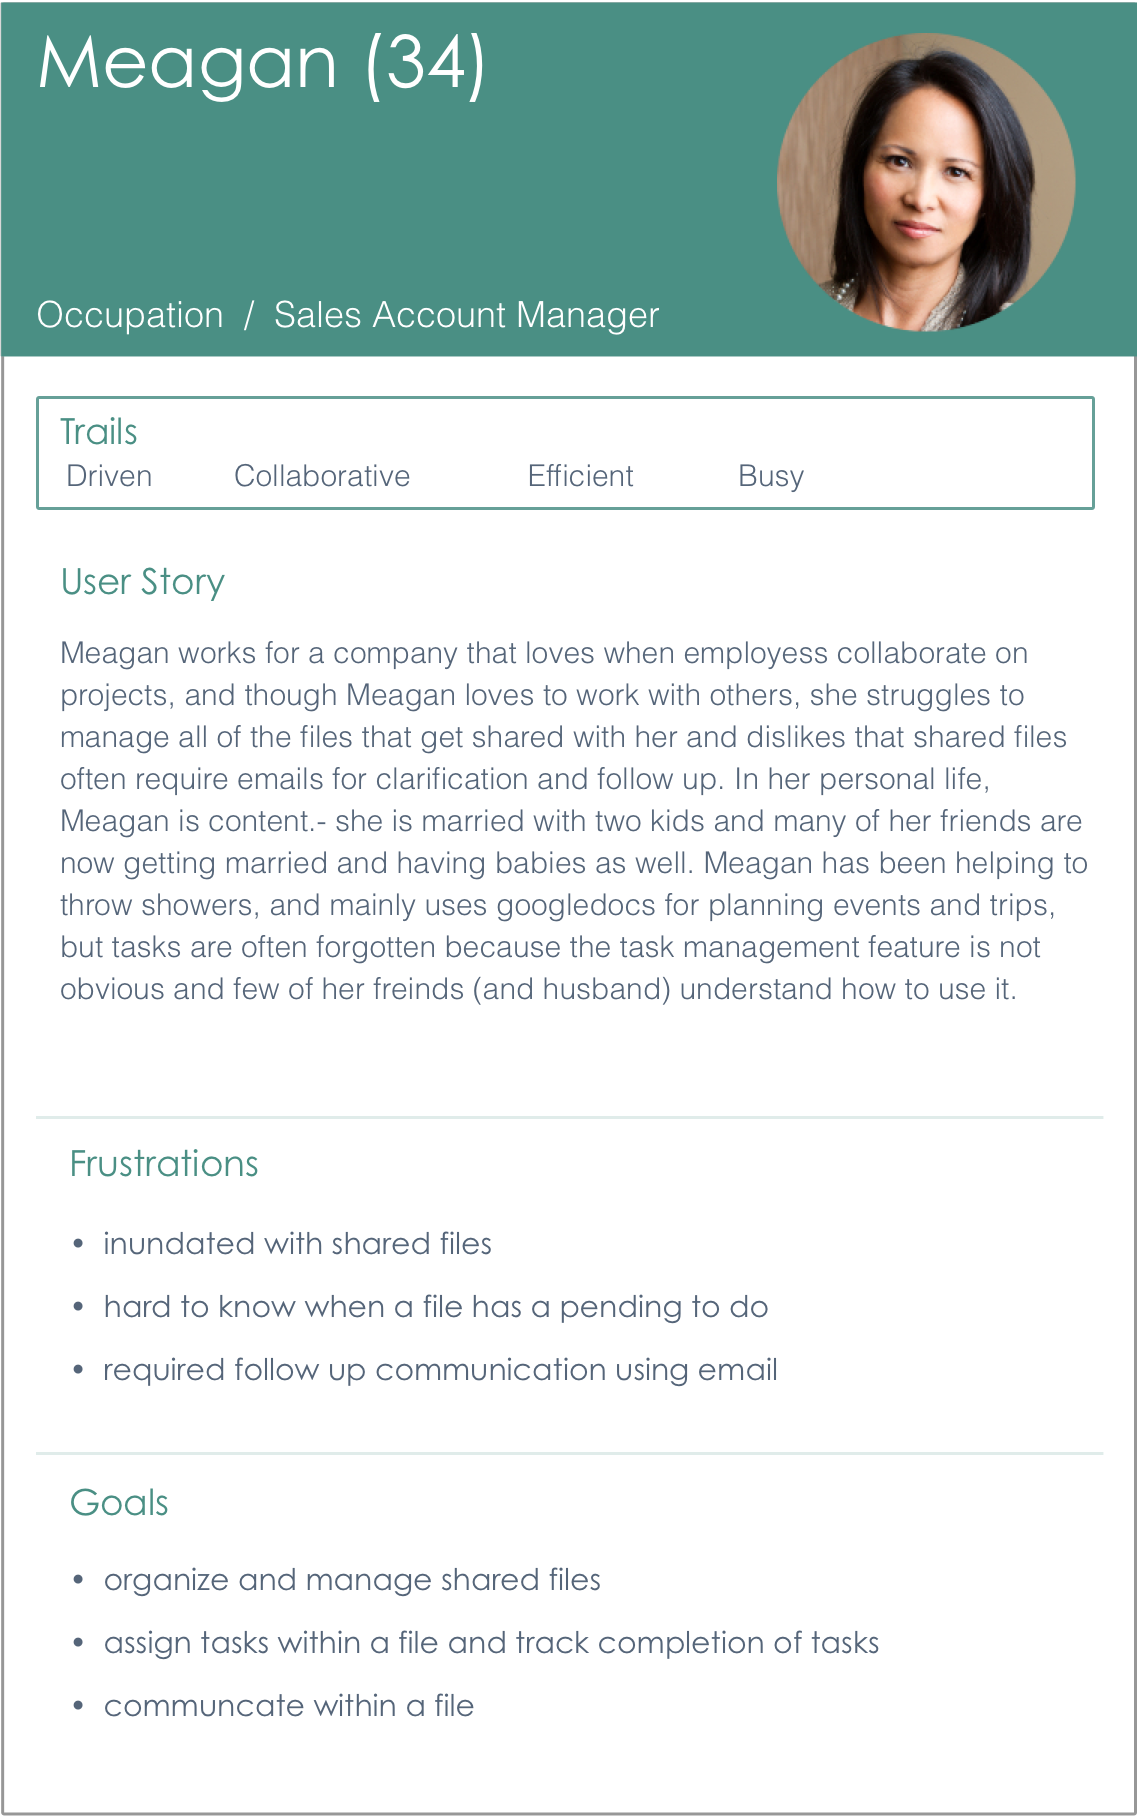 Meagan (34)
Occupation / Sales Account Manager
Trails
Driven Collaborative Efficient Busy
User Story
Meagan works for a company that loves when employess collaborate on
projects, and though Meagan loves to work with others, she struggles to
manage all of the files that get shared with her and dislikes that shared files
often require emails for clarification and follow up. In her personal life,
Meagan is content.- she is married with two kids and many of her friends are
now getting married and having babies as well. Meagan has been helping to
throw showers, and mainly uses googledocs for planning events and trips,
but tasks are often forgotten because the task management feature is not
obvious and few of her freinds (and husband) understand how to use it.
Frustrations
• inundated with shared files
• hard to know when a file has a pending to do
• required follow up communication using email
Goals
• organize and manage shared files
• assign tasks within a file and track completion of tasks
• communcate within a file